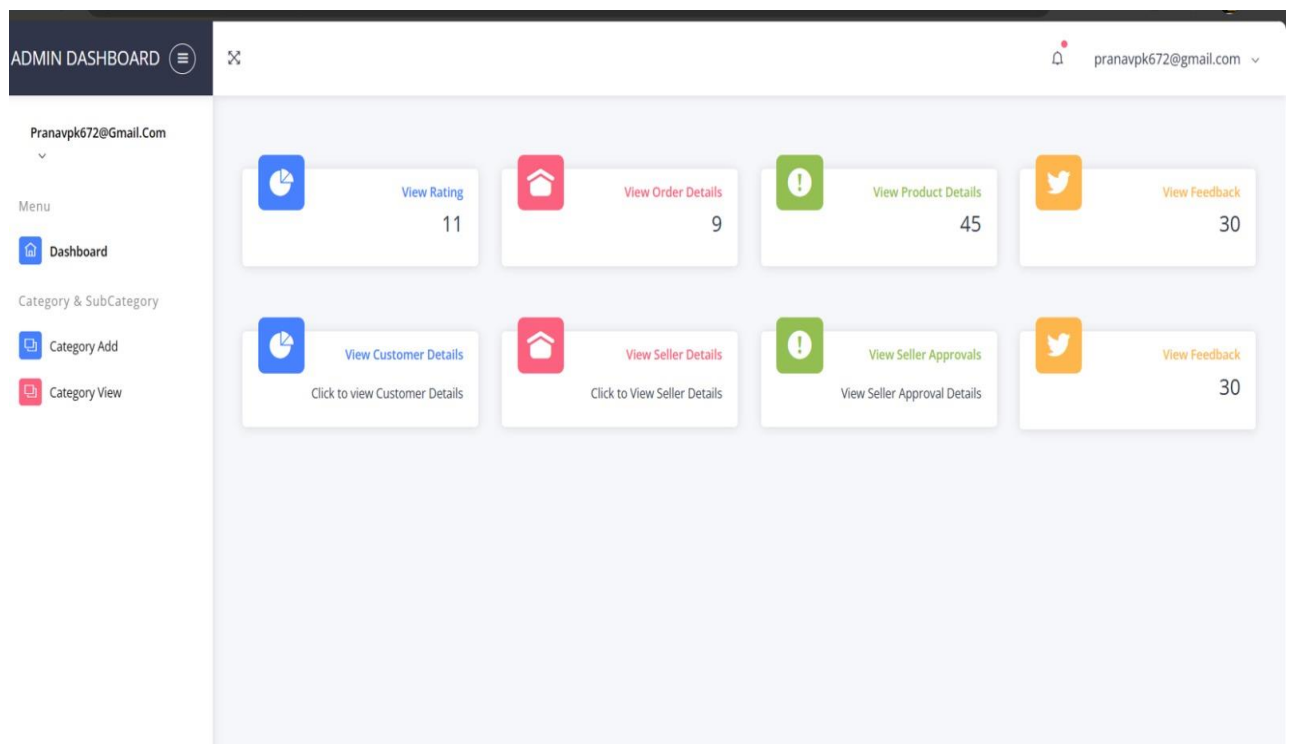 ADMIN DASHBOARD
pranavpk672@gmail.com
Pranavpk672@Gmail.Com
Menu
Dashboard
Category & SubCategory
Category Add
Category View
View Rating
11
View Order Details
9
View Product Details
45
View Feedback
30
View Customer Details
Click to view Customer Details
View Seller Details
Click to View Seller Details
View Seller Approvals
View Seller Approval Details
View Feedback
30